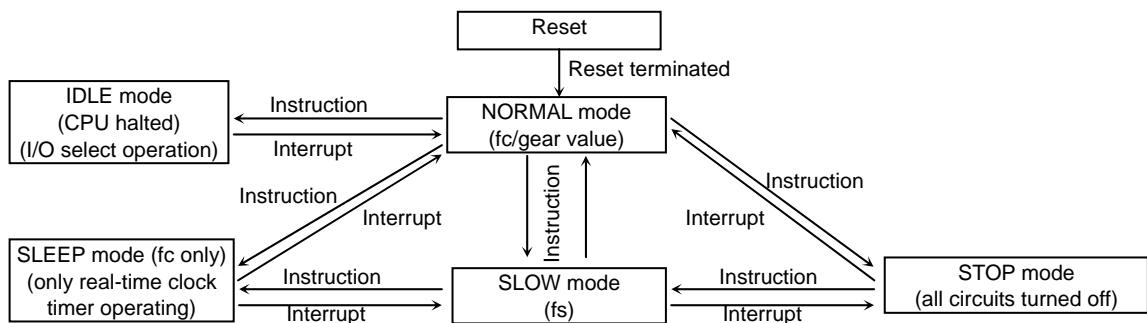 Reset
Reset terminated
IDLE mode
(CPU halted)
(I/O select operation)
Instruction
Interrupt
NORMAL mode
(fc/gear value)
Instruction
Interrupt
Instruction
Instruction
Interrupt
SLEEP mode (fc only)
(only real-time clock
timer operating)
Instruction
Interrupt
SLOW mode
(fs)
Instruction
Interrupt
STOP mode
(all circuits turned off)